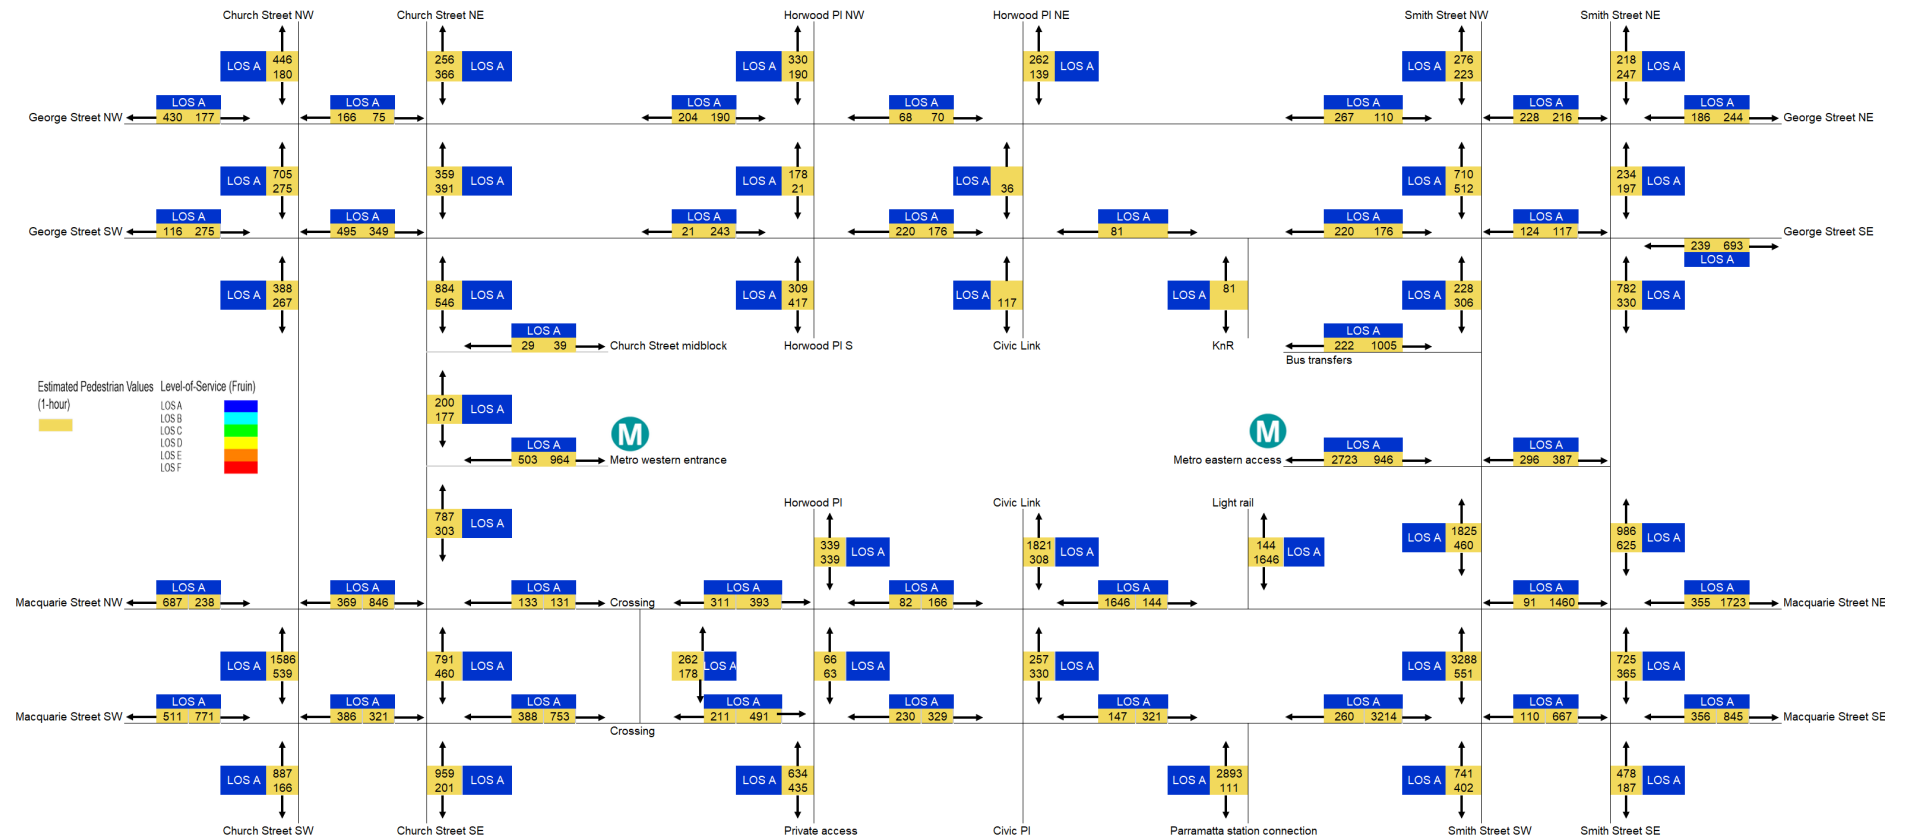 Church Street NW
Church Street NE
Horwood Pl NW
Horwood Pl NE
Smith Street NW
Smith Street NE
LOS A 446
180
256 LOS A
366
LOS A 330
190
262 LOS A
139
LOS A 276
223
218 LOS A
247
LOS A
LOS A
LOS A
LOS A
LOS A
LOS A
LOS A
George Street NW
430 177
166 75
204 190
68 70
267 110
228 216
186 244
George Street NE
LOS A 705
275
359 LOS A
391
LOS A 178
21
LOS A
36
LOS A 710
512
234 LOS A
197
LOS A
LOS A
LOS A
LOS A
LOS A
LOS A
LOS A
George Street SW
116 275
495 349
21 243
220 176
81
220 176
124 117
George Street SE
239 693
LOS A
LOS A 388
267
884 LOS A
546
LOS A 309
417
LOS A
117
LOS A 81
LOS A 228
306
782 LOS A
330
LOS A
29 39
Church Street midblock
Horwood Pl S
Civic Link
KnR
LOS A
222 1005
Bus transfers
Estimated Pedestrian Values
(1-hour)
Level-of-Service (Fruin)
LOS A
LOS B
LOS C
LOS D
LOS E
LOS F
200 LOS A
177
M
M
LOS A
503 964
Metro western entrance
Metro eastern access
LOS A
2723 946
LOS A
296 387
787 LOS A
303
Horwood Pl
Civic Link
Light rail
339 LOS A
339
1821 LOS A
308
144 LOS A
1646
LOS A 1825
460
986 LOS A
625
LOS A
LOS A
LOS A
LOS A
LOS A
LOS A
LOS A
LOS A
Macquarie Street NW
687 238
369 846
133 131
Crossing
311 393
82 166
1646 144
91 1460
355 1723
Macquarie Street NE
LOS A 1586
539
791 LOS A
460
262 LOS A
178
66 LOS A
63
257 LOS A
330
LOS A 3288
551
725 LOS A
365
LOS A
LOS A
LOS A
LOS A
LOS A
LOS A
LOS A
LOS A
LOS A
Macquarie Street SW
511 771
386 321
388 753
211 491
230 329
147 321
260 3214
110 667
356 845
Macquarie Street SE
Crossing
LOS A 887
166
959 LOS A
201
LOS A 634
435
LOS A 2893
111
LOS A 741
402
478 LOS A
187
Church Street SW
Church Street SE
Private access
Civic Pl
Parramatta station connection
Smith Street SW
Smith Street SE